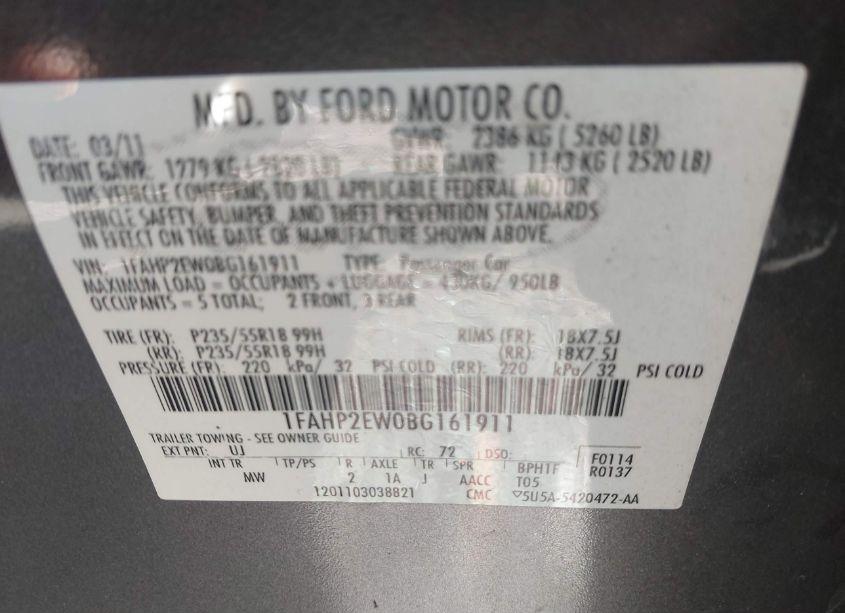 MFD. BY FORD MOTOR CO.
DATE: 03/11 GVWR: 2386 KG ( 5260 LB)
FRONT GAWR: 1279 KG ( 2820 LB) REAR GAWR: 1143 KG ( 2520 LB)
THIS VEHICLE CONFORMS TO ALL APPLICABLE FEDERAL MOTOR
VEHICLE SAFETY, BUMPER, AND THEFT PREVENTION STANDARDS
IN EFFECT ON THE DATE OF MANUFACTURE SHOWN ABOVE.
VIN: 1FAHP2EW0BG161911 TYPE: Passenger Car
MAXIMUM LOAD = OCCUPANTS + LUGGAGE = 430KG/ 950LB
OCCUPANTS = 5 TOTAL; 2 FRONT, 3 REAR
TIRE (FR): P235/55R18 99H RIMS (FR): 18X7.5J
(RR): P235/55R18 99H (RR): 18X7.5J
PRESSURE (FR): 220 kPa/ 32 PSI COLD (RR): 220 kPa/ 32 PSI COLD
1FAHP2EW0BG161911
TRAILER TOWING - SEE OWNER GUIDE
EXT PNT: UJ RC: 72 DSO: F0114
INT TR TP/PS R AXLE TR SPR BPH1F R0137
MW 2 1A J AACC T05
1201103038821 CMC ▽5U5A-5420472-AA